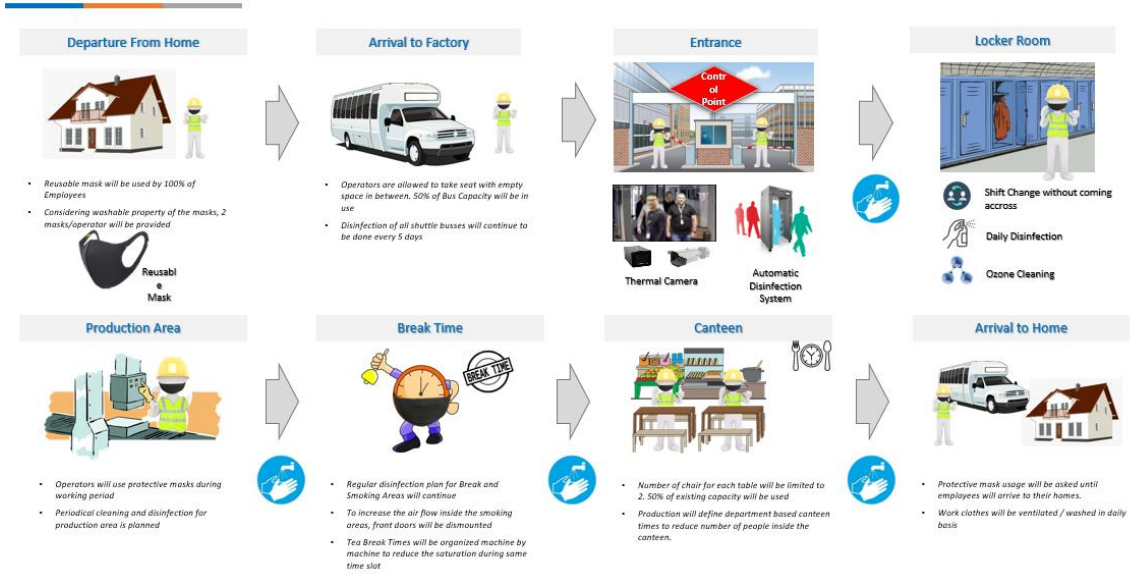 Departure From Home
Reusable mask will be used by 100% of
Employees
Considering washable property of the masks, 2
masks/operator will be provided
Reusabl
e
Mask
Arrival to Factory
Operators are allowed to take seat with empty
space in between. 50% of Bus Capacity will be in
use
Disinfection of all shuttle busses will continue to
be done every 5 days
Entrance
Contr
ol
Point
Thermal Camera
Automatic
Disinfection
System
Locker Room
Shift Change without coming
accross
Daily Disinfection
Ozone Cleaning
Production Area
Operators will use protective masks during
working period
Periodical cleaning and disinfection for
production area is planned
Break Time
BREAK TIME
Regular disinfection plan for Break and
Smoking Areas will continue
To increase the air flow inside the smoking
areas, front doors will be dismounted
Tea Break Times will be organized machine by
machine to reduce the saturation during same
time slot
Canteen
Number of chair for each table will be limited to
2. 50% of existing capacity will be used
Production will define department based canteen
times to reduce number of people inside the
canteen.
Arrival to Home
Protective mask usage will be asked until
employees will arrive to their homes.
Work clothes will be ventilated / washed in daily
basis